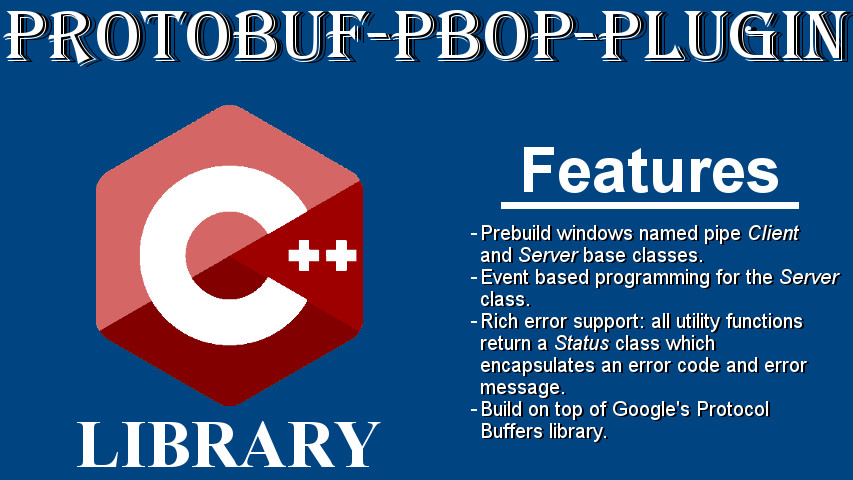 PROTOBUF-PBOP-PLUGIN
C++
LIBRARY
Features
-Prebuild windows named pipe Client
and Server base classes.
-Event based programming for the Server
class.
-Rich error support: all utility functions
return a Status class which
encapsulates an error code and error
message.
-Build on top of Google's Protocol
Buffers library.